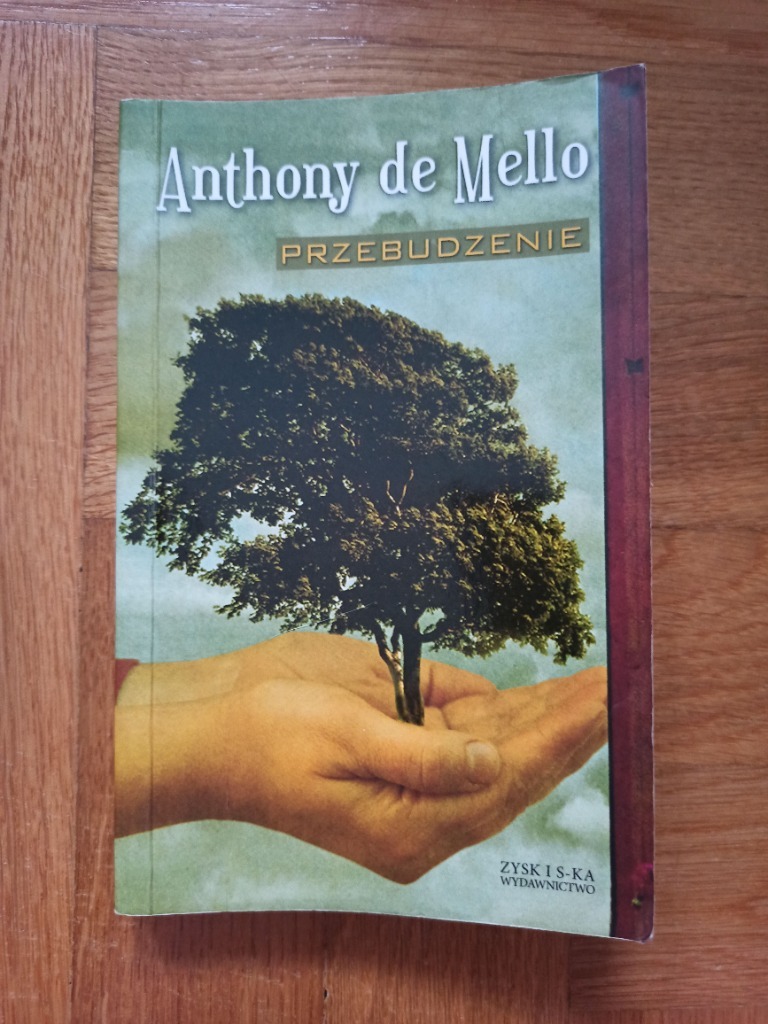 Anthony de Mello
PRZEBUDZENIE
ZYSK I S-KA
WYDAWNICTWO